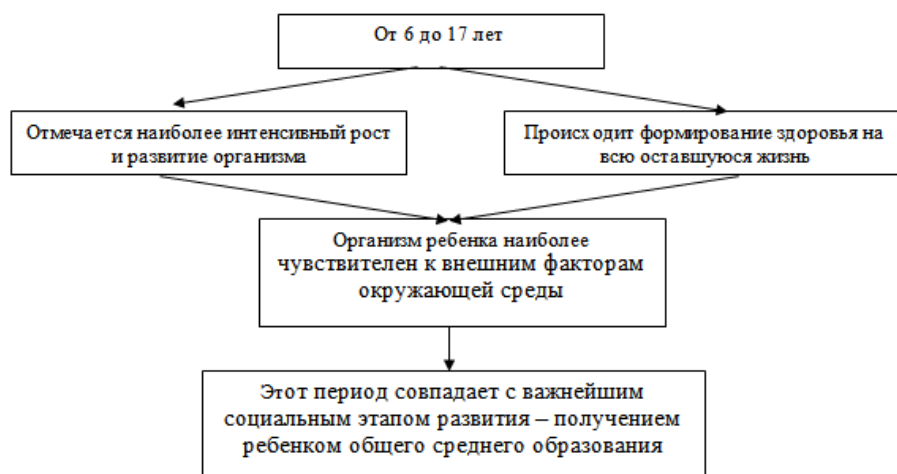 От 6 до 17 лет
Отмечается наиболее интенсивный рост
и развитие организма
Происходит формирование здоровья на
всю оставшуюся жизнь
Организм ребенка наиболее
чувствителен к внешним факторам
окружающей среды
Этот период совпадает с важнейшим
социальным этапом развития – получением
ребенком общего среднего образования